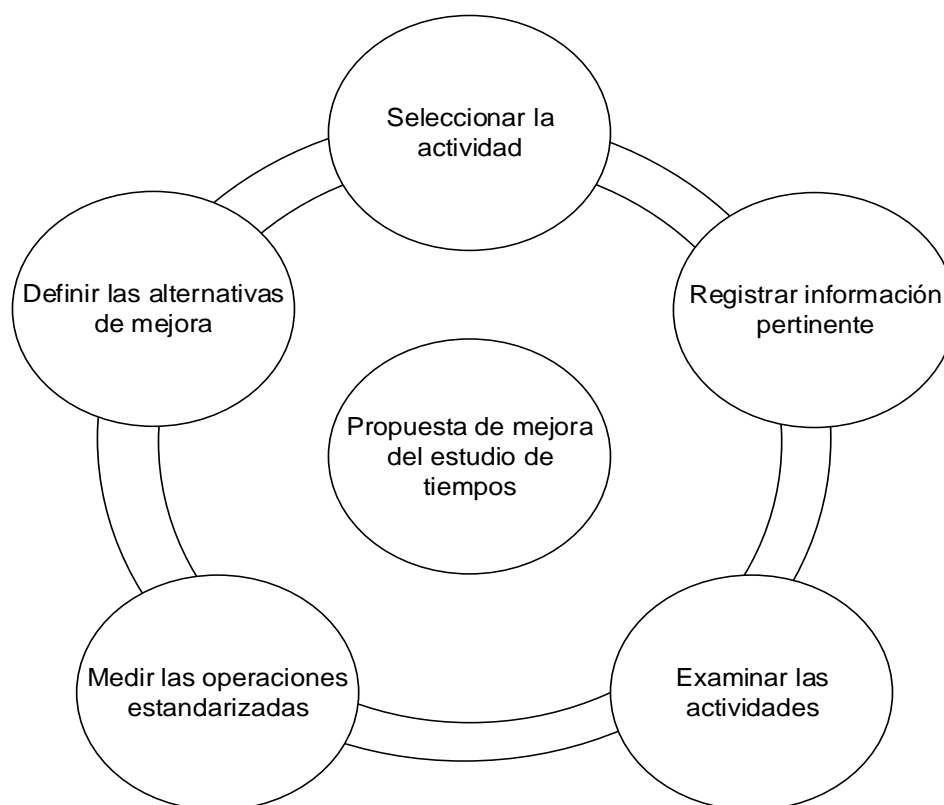 Seleccionar la
actividad
Definir las alternativas
de mejora
Registrar información
pertinente
Propuesta de mejora
del estudio de
tiempos
Medir las operaciones
estandarizadas
Examinar las
actividades